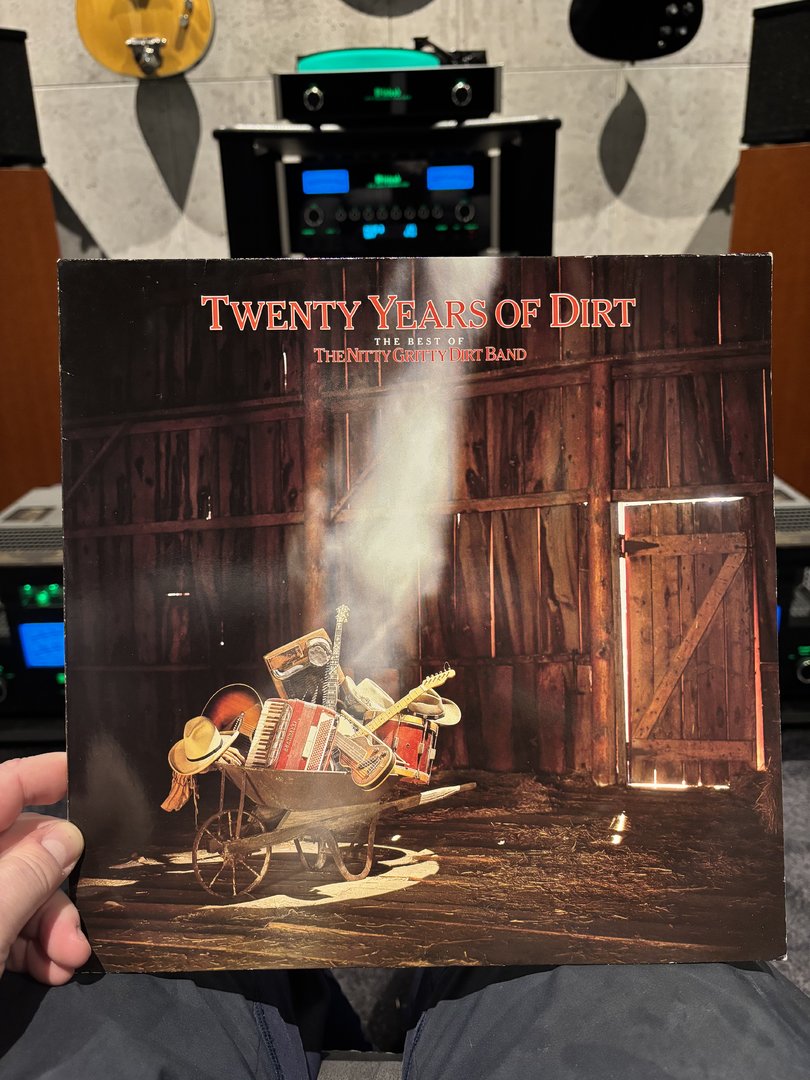 TWENTY YEARS OF DIRT
THE BEST OF
THE NITTY GRITTY DIRT BAND